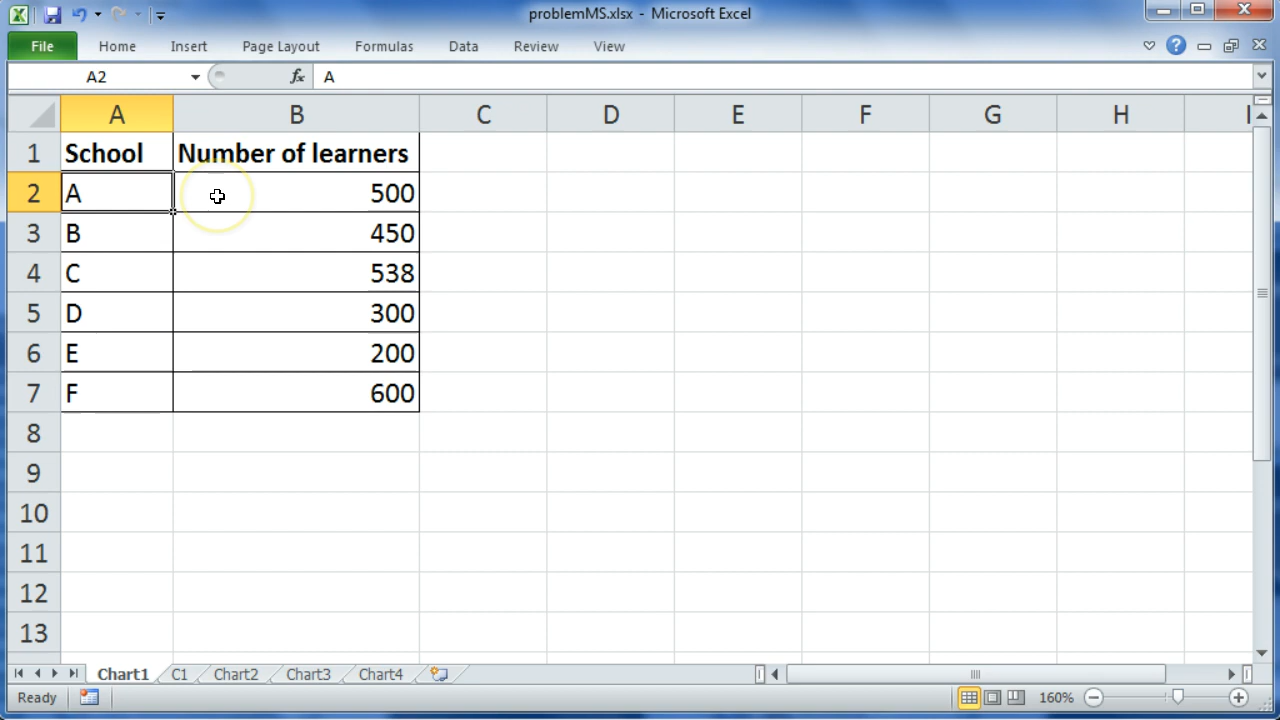 problemMS.xlsx - Microsoft Excel
File Home Insert Page Layout Formulas Data Review View
A2 fx A
A B C D E F G H I
1 School Number of learners
2 A 500
3 B 450
4 C 538
5 D 300
6 E 200
7 F 600
8
9
10
11
12
13
Chart1 C1 Chart2 Chart3 Chart4
Ready 160%